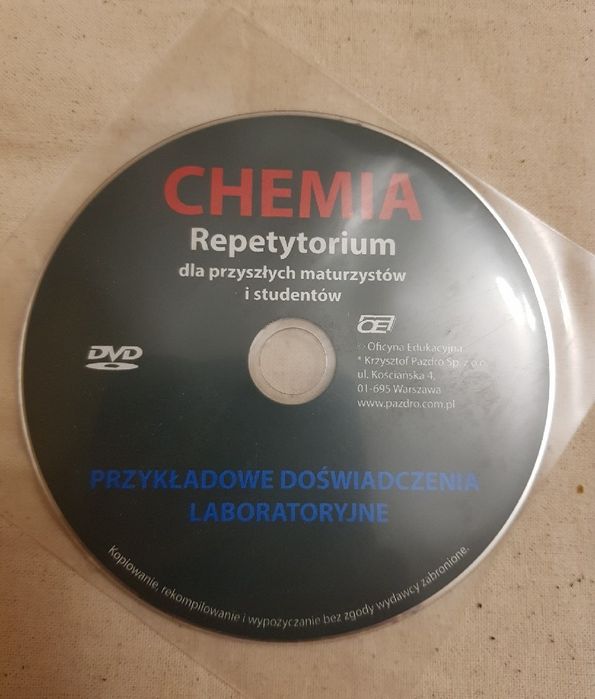 CHEMIA
Repetytorium
dla przyszłych maturzystów
i studentów
OE
DVD
© Oficyna Edukacyjna
* Krzysztof Pazdro Sp. z o.o.
ul. Kościańska 4,
01-695 Warszawa
www.pazdro.com.pl
PRZYKŁADOWE DOŚWIADCZENIA
LABORATORYJNE
Kopiowanie, rekompilowanie i wypożyczanie bez zgody wydawcy zabronione.